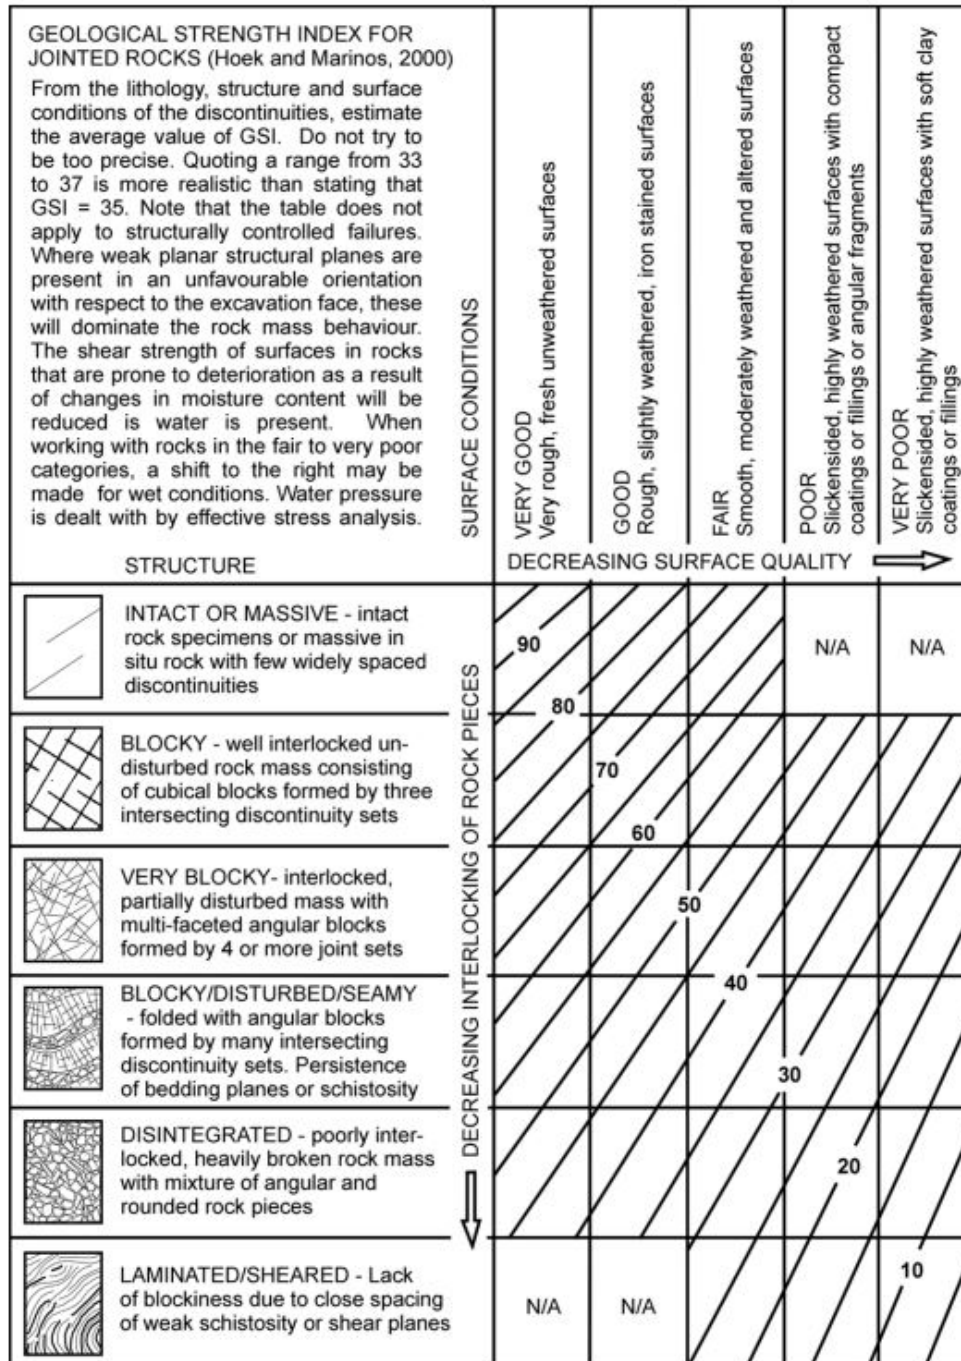 GEOLOGICAL STRENGTH INDEX FOR
JOINTED ROCKS (Hoek and Marinos, 2000)
From the lithology, structure and surface
conditions of the discontinuities, estimate
the average value of GSI. Do not try to
be too precise. Quoting a range from 33
to 37 is more realistic than stating that
GSI = 35. Note that the table does not
apply to structurally controlled failures.
Where weak planar structural planes are
present in an unfavourable orientation
with respect to the excavation face, these
will dominate the rock mass behaviour.
The shear strength of surfaces in rocks
that are prone to deterioration as a result
of changes in moisture content will be
reduced is water is present. When
working with rocks in the fair to very poor
categories, a shift to the right may be
made for wet conditions. Water pressure
is dealt with by effective stress analysis.
STRUCTURE
SURFACE CONDITIONS
VERY GOOD
Very rough, fresh unweathered surfaces
GOOD
Rough, slightly weathered, iron stained surfaces
FAIR
Smooth, moderately weathered and altered surfaces
POOR
Slickensided, highly weathered surfaces with compact
coatings or fillings or angular fragments
VERY POOR
Slickensided, highly weathered surfaces with soft clay
coatings or fillings
DECREASING SURFACE QUALITY
DECREASING INTERLOCKING OF ROCK PIECES
INTACT OR MASSIVE - intact
rock specimens or massive in
situ rock with few widely spaced
discontinuities
90
N/A
N/A
80
BLOCKY - well interlocked un-
disturbed rock mass consisting
of cubical blocks formed by three
intersecting discontinuity sets
70
60
VERY BLOCKY- interlocked,
partially disturbed mass with
multi-faceted angular blocks
formed by 4 or more joint sets
50
40
BLOCKY/DISTURBED/SEAMY
- folded with angular blocks
formed by many intersecting
discontinuity sets. Persistence
of bedding planes or schistosity
30
DISINTEGRATED - poorly inter-
locked, heavily broken rock mass
with mixture of angular and
rounded rock pieces
20
LAMINATED/SHEARED - Lack
of blockiness due to close spacing
of weak schistosity or shear planes
N/A
N/A
10